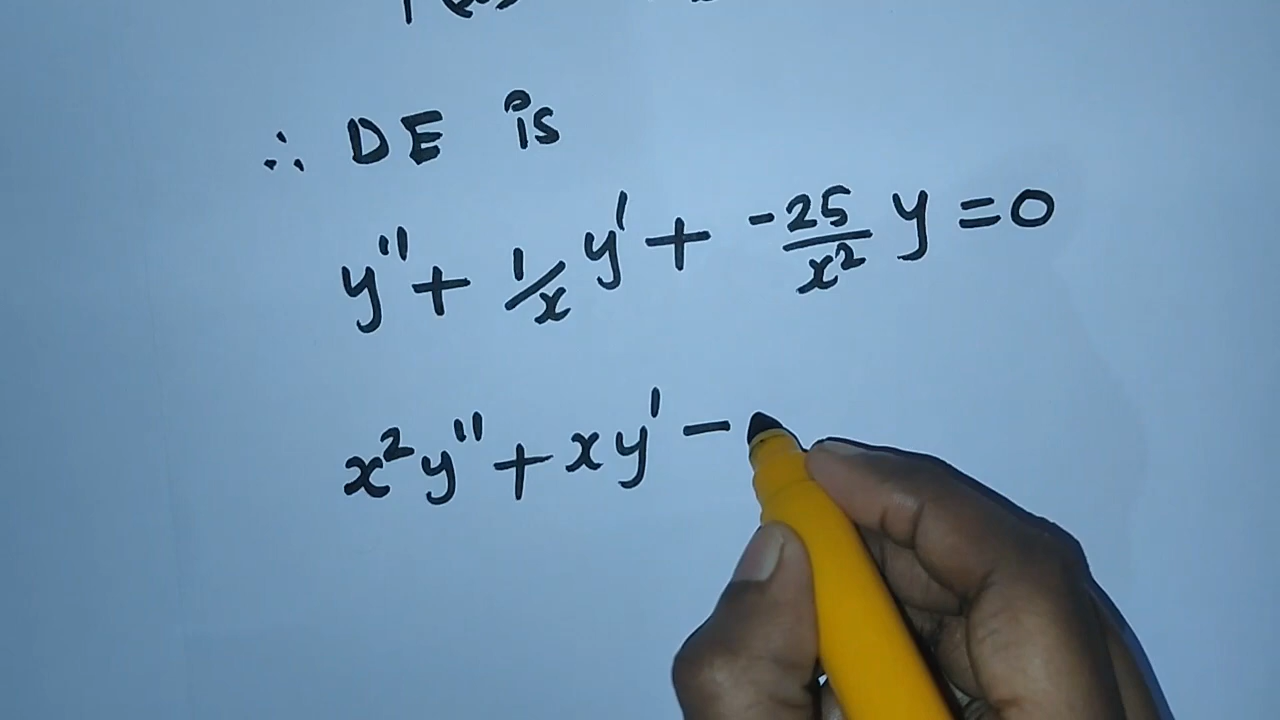 ∴ DE is
y'' + 1/x y' + -25/x² y = 0
x²y'' + xy' -